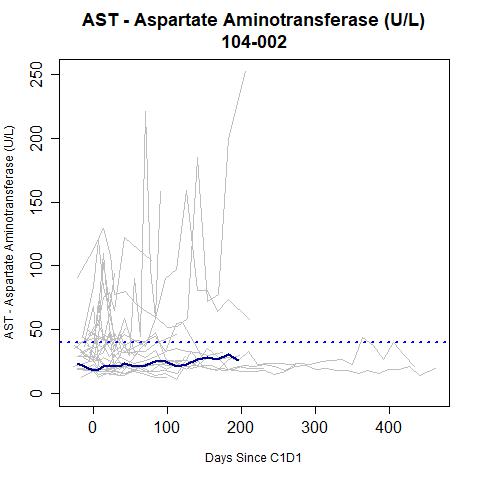 AST - Aspartate Aminotransferase (U/L)
104-002
AST - Aspartate Aminotransferase (U/L)
250
200
150
100
50
0
0 100 200 300 400
Days Since C1D1